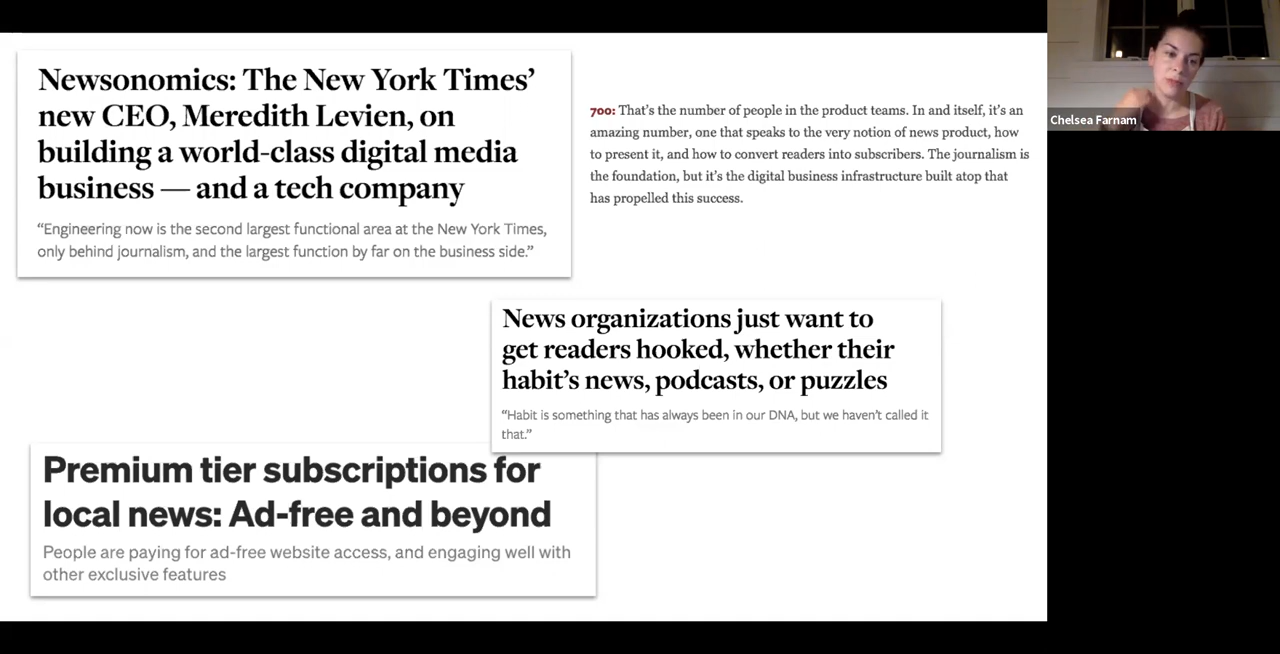 Newsonomics: The New York Times’
new CEO, Meredith Levien, on
building a world-class digital media
business — and a tech company
“Engineering now is the second largest functional area at the New York Times,
only behind journalism, and the largest function by far on the business side.”
700: That’s the number of people in the product teams. In and itself, it’s an
amazing number, one that speaks to the very notion of news product, how
to present it, and how to convert readers into subscribers. The journalism is
the foundation, but it’s the digital business infrastructure built atop that
has propelled this success.
Chelsea Farnam
News organizations just want to
get readers hooked, whether their
habit’s news, podcasts, or puzzles
“Habit is something that has always been in our DNA, but we haven’t called it
that.”
Premium tier subscriptions for
local news: Ad-free and beyond
People are paying for ad-free website access, and engaging well with
other exclusive features